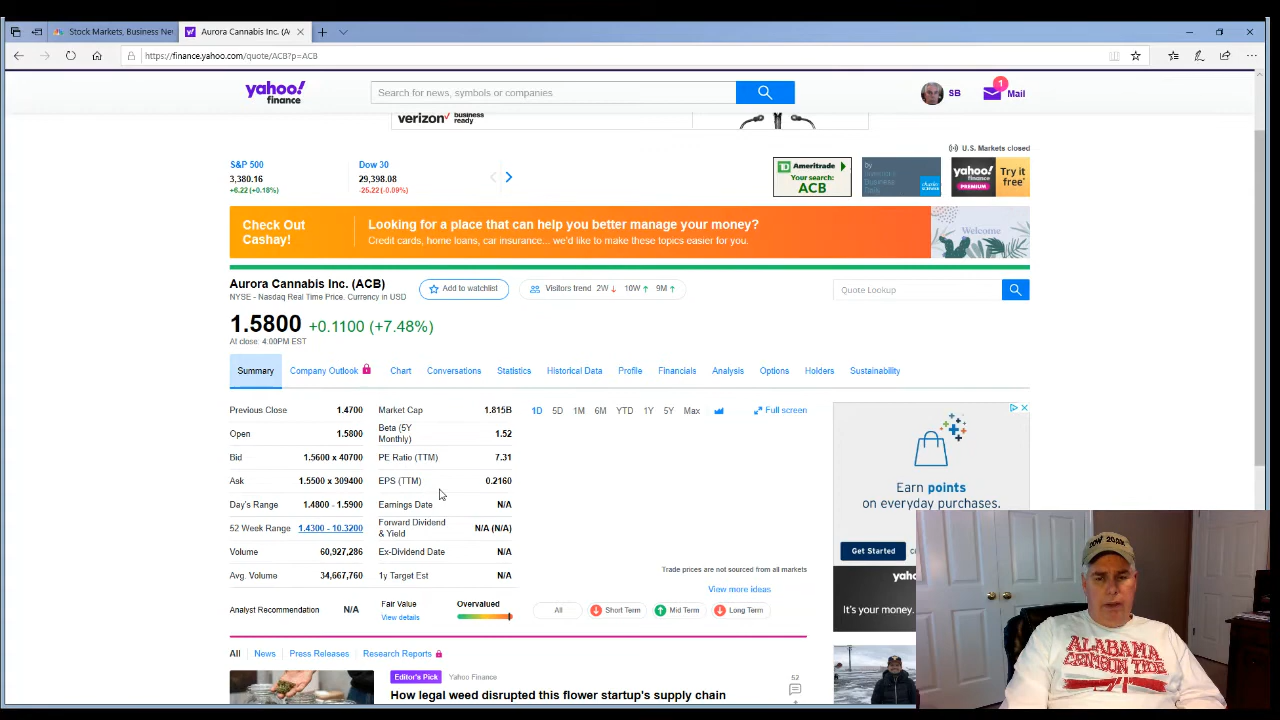 Stock Markets, Business Ne
Aurora Cannabis Inc. (A
https://finance.yahoo.com/quote/ACB?p=ACB
yahoo!
finance
Search for news, symbols or companies
SB
1
Mail
verizon✓
business
ready
U.S. Markets closed
S&P 500
3,380.16
+6.22 (+0.18%)
Dow 30
29,398.08
-25.22 (-0.09%)
Ameritrade
Your search:
ACB
yahoo!
finance
PREMIUM
Try it
free*
Check Out
Cashay!
Looking for a place that can help you better manage your money?
Credit cards, home loans, car insurance... we'd like to make these topics easier for you.
Welcome
Aurora Cannabis Inc. (ACB)
NYSE - Nasdaq Real Time Price. Currency in USD
Add to watchlist
Visitors trend 2W ↓ 10W ↑ 9M ↑
Quote Lookup
1.5800 +0.1100 (+7.48%)
At close: 4:00PM EST
Summary
Company Outlook
Chart
Conversations
Statistics
Historical Data
Profile
Financials
Analysis
Options
Holders
Sustainability
Previous Close 1.4700
Open 1.5800
Bid 1.5600 x 40700
Ask 1.5500 x 309400
Day's Range 1.4800 - 1.5900
52 Week Range 1.4300 - 10.3200
Volume 60,927,286
Avg. Volume 34,667,760
Market Cap 1.815B
Beta (5Y
Monthly) 1.52
PE Ratio (TTM) 7.31
EPS (TTM) 0.2160
Earnings Date N/A
Forward Dividend
& Yield N/A (N/A)
Ex-Dividend Date N/A
1y Target Est N/A
1D 5D 1M 6M YTD 1Y 5Y Max
Full screen
Trade prices are not sourced from all markets
View more ideas
Analyst Recommendation N/A
Fair Value
View details
Overvalued
All
Short Term
Mid Term
Long Term
Earn points
on everyday purchases.
Get Started
yaho
It's your money.
All
News
Press Releases
Research Reports
Editor's Pick
Yahoo Finance
How legal weed disrupted this flower startup's supply chain
52
ALABAMA
CRIMSON TIDE